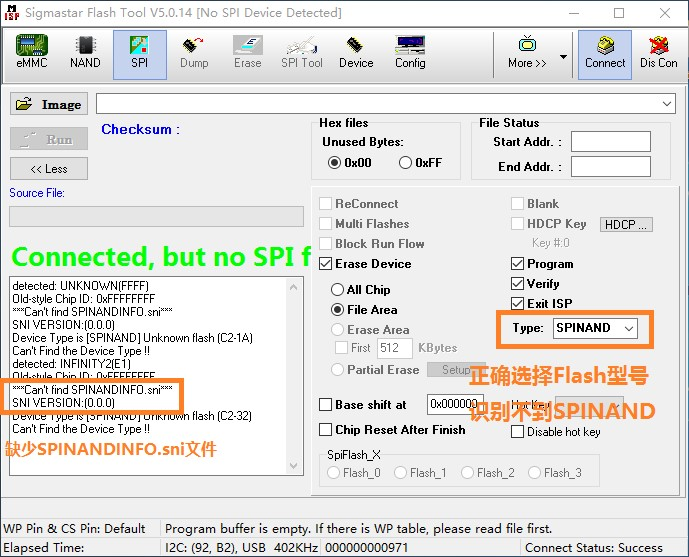 Sigmastar Flash Tool V5.0.14 [No SPI Device Detected]
M
ISP
eMMC NAND SPI Dump Erase SPI Tool Device Config More >> Connect Dis Con
Image
Run
<< Less
Checksum :
Source File:
Hex files
Unused Bytes:
0x00 0xFF
File Status
Start Addr. :
End Addr. :
Connected, but no SPI f
detected: UNKNOWN(FFFF)
Old-style Chip ID: 0xFFFFFFFF
***Can't find SPINANDINFO.sni***
SNI VERSION:(0.0.0)
Device Type is [SPINAND] Unknown flash (C2-1A)
Can't Find the Device Type !!
detected: INFINITY2(E1)
Old-style Chip ID: 0xFFFFFFFF
***Can't find SPINANDINFO.sni***
SNI VERSION:(0.0.0)
Device Type is [SPINAND] Unknown flash (C2-32)
Can't Find the Device Type !!
缺少SPINANDINFO.sni文件
ReConnect
Multi Flashes
Block Run Flow
Erase Device
All Chip
File Area
Erase Area
First 512 KBytes
Partial Erase Setup
Base shift at 0x000000
Chip Reset After Finish
Blank
HDCP Key HDCP ...
Key #:0
Program
Verify
Exit ISP
Type: SPINAND
正确选择Flash型号
识别不到SPINAND
Hot Key
Disable hot key
SpiFlash_X
Flash_0 Flash_1 Flash_2 Flash_3
WP Pin & CS Pin: Default Program buffer is empty. If there is WP table, please read file first.
Elapsed Time: I2C: (92, B2), USB 402KHz 000000000971 Connect Status: Success